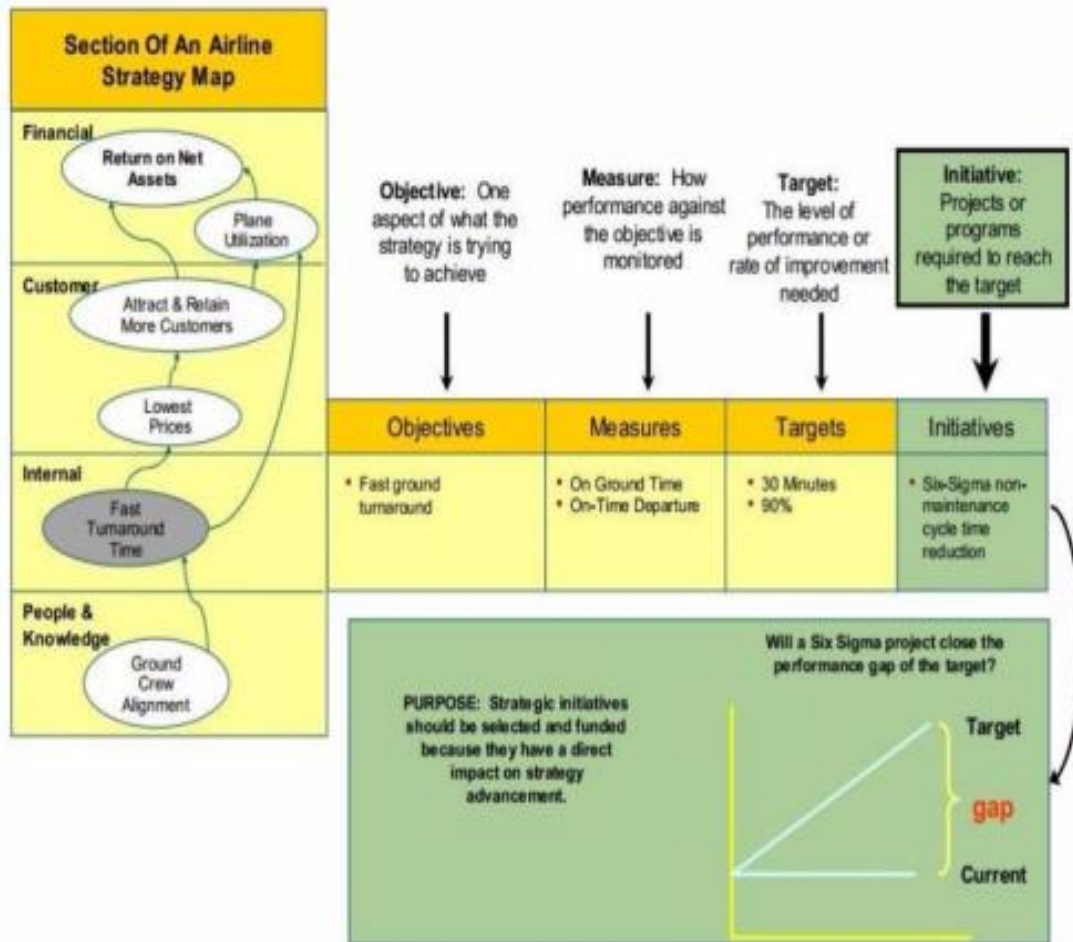 Section Of An Airline
Strategy Map
Financial
Return on Net
Assets
Plane
Utilization
Customer
Attract & Retain
More Customers
Lowest
Prices
Internal
Fast
Turnaround
Time
People &
Knowledge
Ground
Crew
Alignment
Objective: One
aspect of what the
strategy is trying
to achieve
Measure: How
performance against
the objective is
monitored
Target:
The level of
performance or
rate of improvement
needed
Initiative:
Projects or
programs
required to reach
the target
Objectives
Measures
Targets
Initiatives
• Fast ground
turnaround
• On Ground Time
• On-Time Departure
• 30 Minutes
• 90%
• Six-Sigma non-
maintenance
cycle time
reduction
PURPOSE: Strategic initiatives
should be selected and funded
because they have a direct
impact on strategy
advancement.
Will a Six Sigma project close the
performance gap of the target?
Target
gap
Current